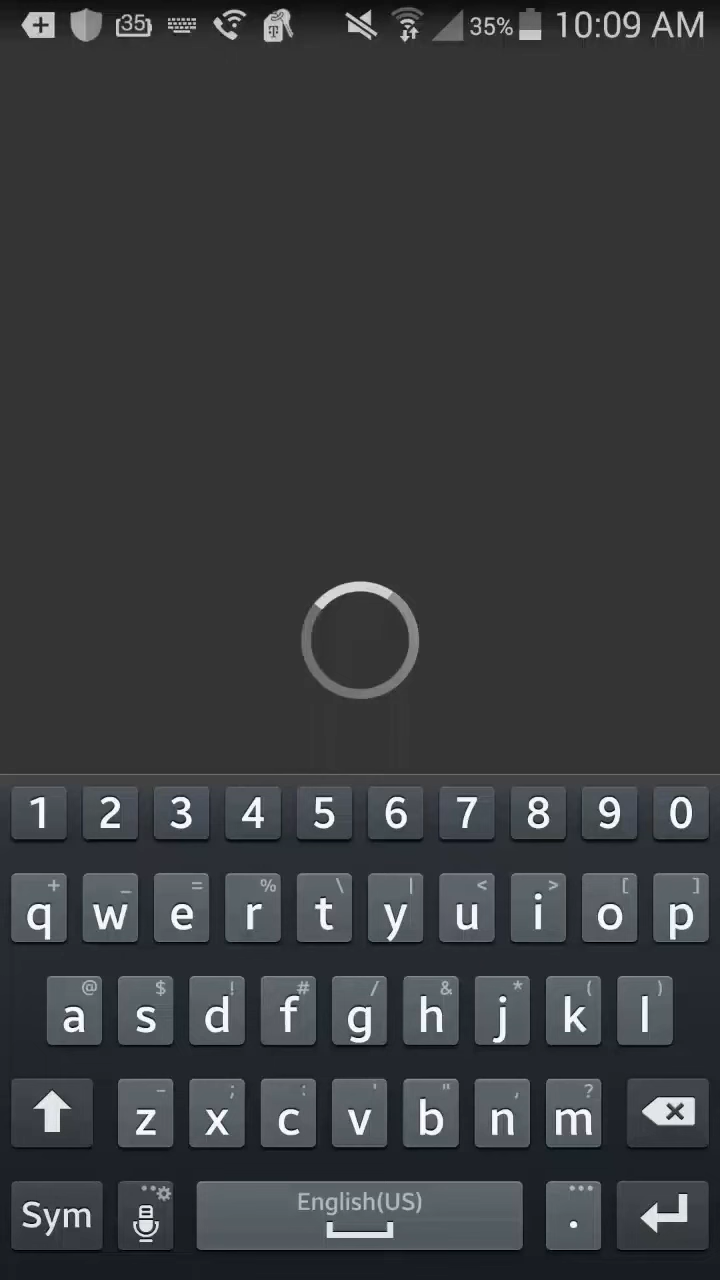 35 T 35% 10:09 AM
1 2 3 4 5 6 7 8 9 0
+ _ = % \ | < > [ ]
q w e r t y u i o p
@ $ ! # / & * ( )
a s d f g h j k l
- ; : ' " , ?
z x c v b n m
Sym English(US) .